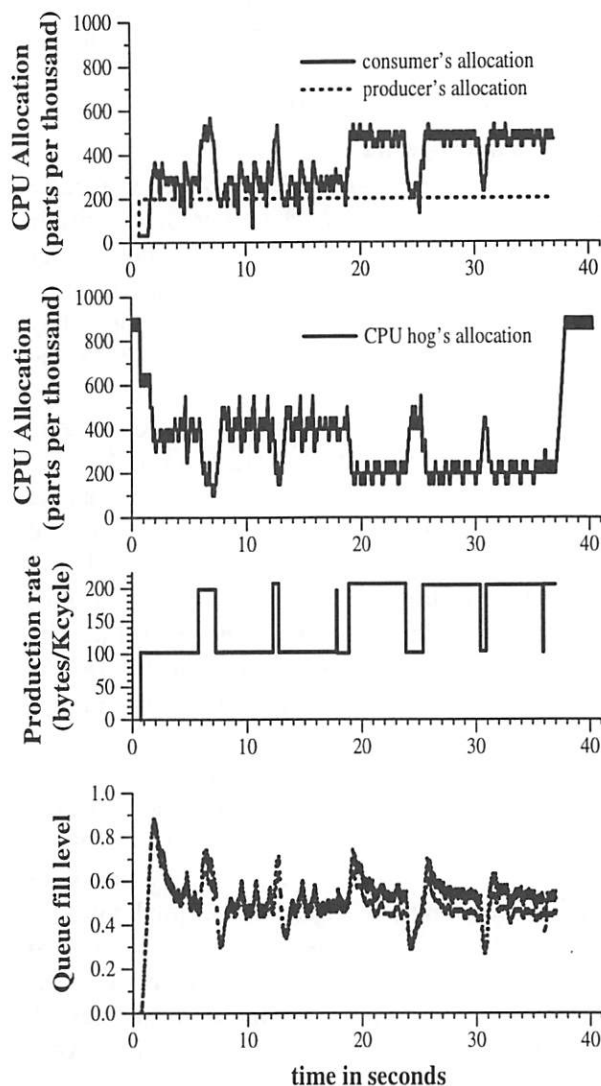 CPU Allocation
(parts per thousand)
1000
800
600
400
200
0
consumer's allocation
producer's allocation
0 10 20 30 40
CPU Allocation
(parts per thousand)
1000
800
600
400
200
0
CPU hog's allocation
0 10 20 30 40
Production rate
(bytes/Kcycle)
200
150
100
50
0
0 10 20 30 40
Queue fill level
1.0
0.8
0.6
0.4
0.2
0.0
0 10 20 30 40
time in seconds